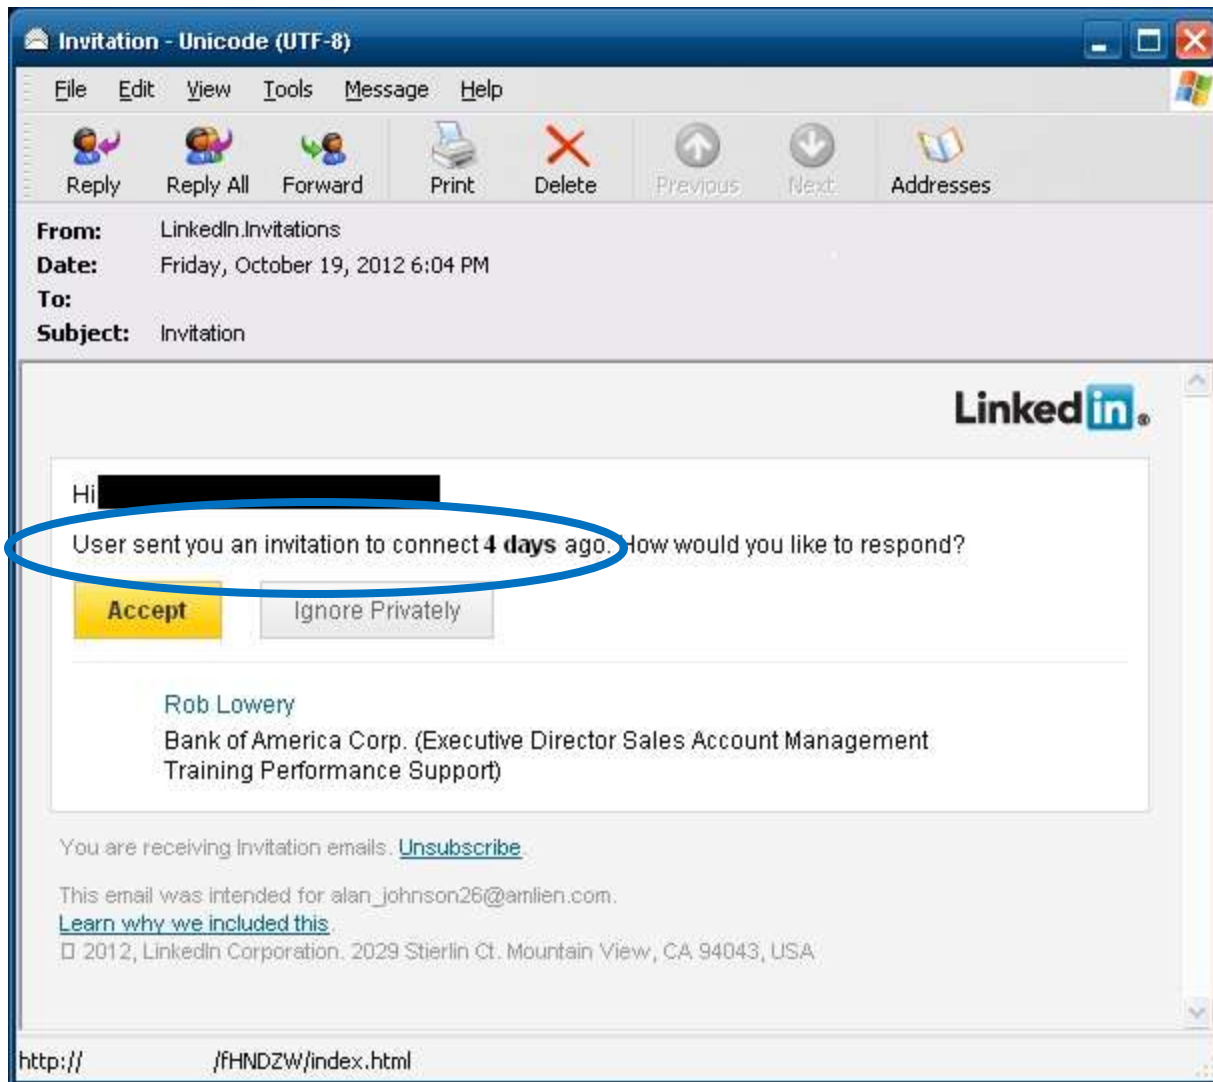 Invitation - Unicode (UTF-8)
File Edit View Tools Message Help
Reply Reply All Forward Print Delete Previous Next Addresses
From: LinkedIn.Invitations
Date: Friday, October 19, 2012 6:04 PM
To:
Subject: Invitation
Linked in ®
Hi
User sent you an invitation to connect 4 days ago. How would you like to respond?
Accept Ignore Privately
Rob Lowery
Bank of America Corp. (Executive Director Sales Account Management
Training Performance Support)
You are receiving Invitation emails. Unsubscribe.
This email was intended for alan_johnson26@amlien.com.
Learn why we included this.
□ 2012, LinkedIn Corporation. 2029 Stierlin Ct. Mountain View, CA 94043, USA
http:// /fHNDZW/index.html